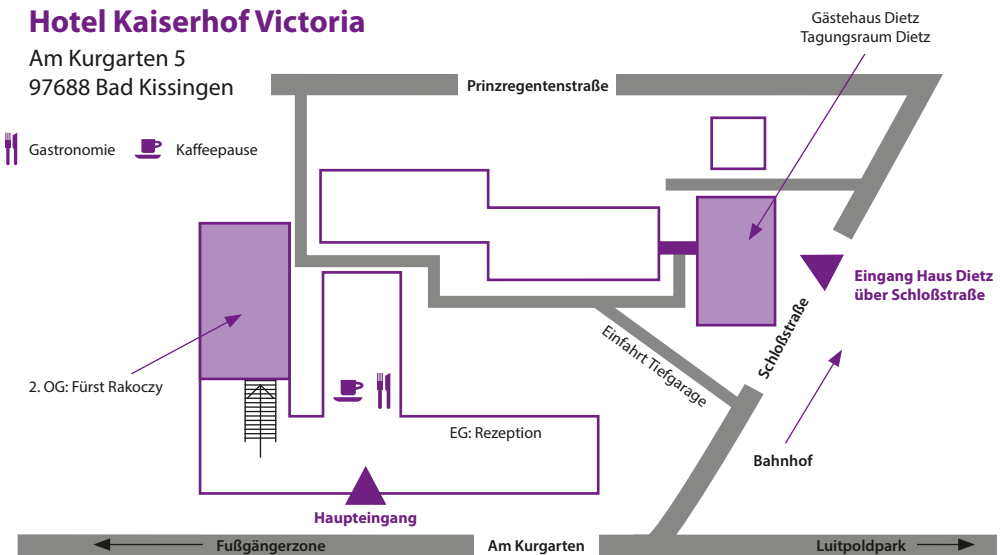 Hotel Kaiserhof Victoria
Am Kurgarten 5
97688 Bad Kissingen
Gästehaus Dietz
Tagungsraum Dietz
Prinzregentenstraße
Gastronomie
Kaffeepause
Eingang Haus Dietz
über Schloßstraße
Schloßstraße
Einfahrt Tiefgarage
2. OG: Fürst Rakoczy
EG: Rezeption
Bahnhof
Haupteingang
Fußgängerzone
Am Kurgarten
Luitpoldpark